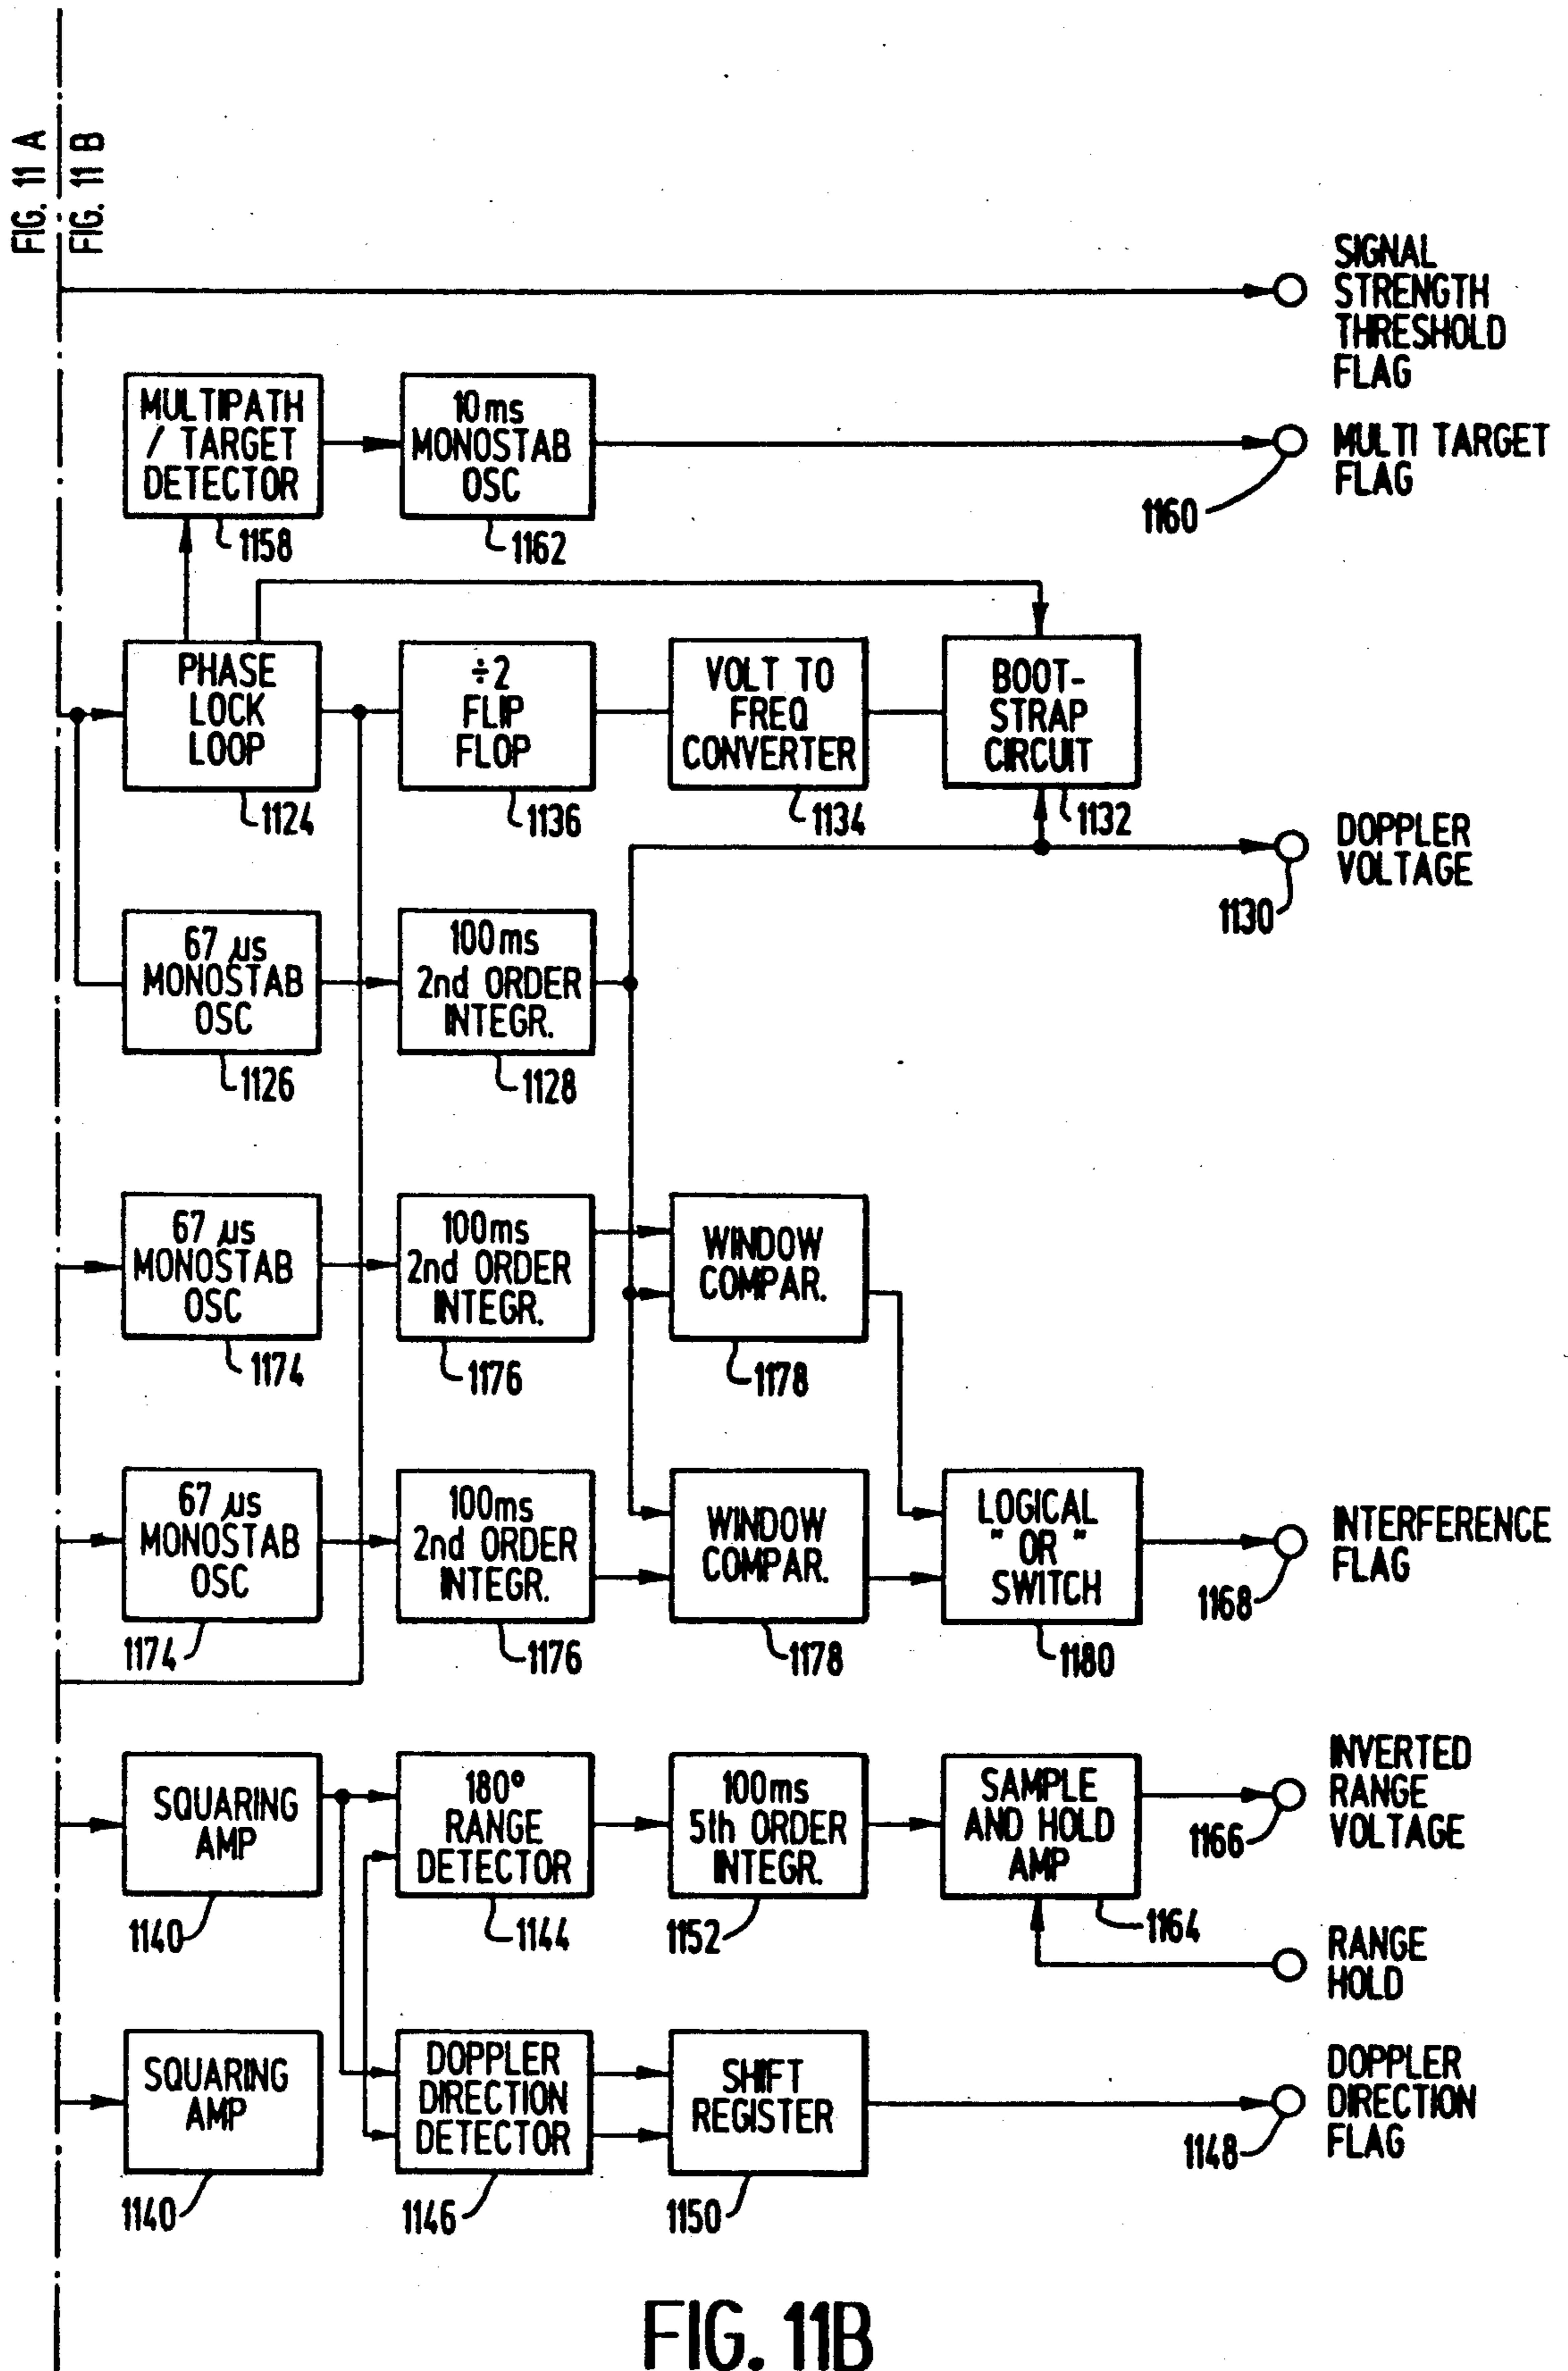 FIG. 11 A
FIG. 11 B
SIGNAL
STRENGTH
THRESHOLD
FLAG
MULTIPATH
/ TARGET
DETECTOR
1158
10ms
MONOSTAB
OSC
1162
MULTI TARGET
FLAG
1160
PHASE
LOCK
LOOP
1124
÷2
FLIP
FLOP
1136
VOLT TO
FREQ
CONVERTER
1134
BOOT-
STRAP
CIRCUIT
1132
DOPPLER
VOLTAGE
1130
67 µs
MONOSTAB
OSC
1126
100ms
2nd ORDER
INTEGR.
1128
67 µs
MONOSTAB
OSC
1174
100ms
2nd ORDER
INTEGR.
1176
WINDOW
COMPAR.
1178
67 µs
MONOSTAB
OSC
1174
100ms
2nd ORDER
INTEGR.
1176
WINDOW
COMPAR.
1178
LOGICAL
" OR "
SWITCH
1180
INTERFERENCE
FLAG
1168
SQUARING
AMP
1140
180°
RANGE
DETECTOR
1144
100ms
5th ORDER
INTEGR.
1152
SAMPLE
AND HOLD
AMP
1164
INVERTED
RANGE
VOLTAGE
1166
RANGE
HOLD
SQUARING
AMP
1140
DOPPLER
DIRECTION
DETECTOR
1146
SHIFT
REGISTER
1150
DOPPLER
DIRECTION
FLAG
1148
FIG. 11B